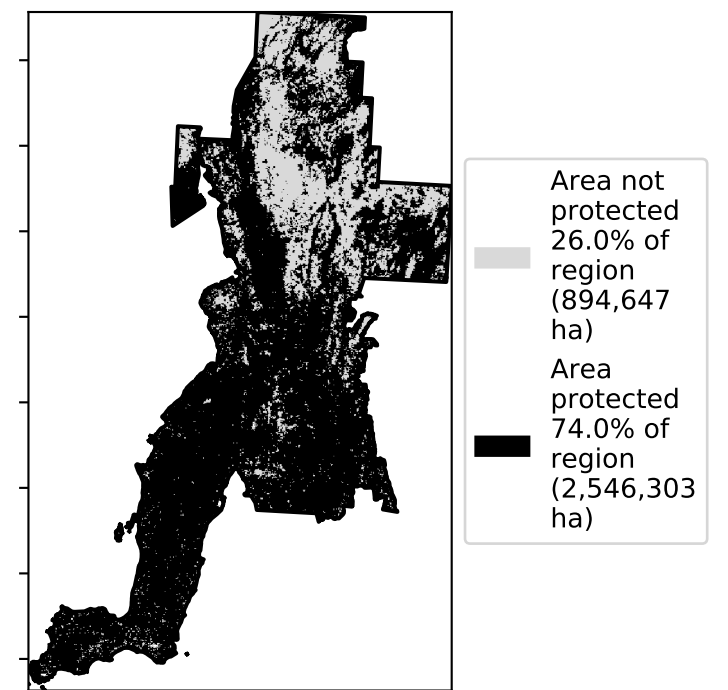 Area not
protected
26.0% of
region
(894,647
ha)
Area
protected
74.0% of
region
(2,546,303
ha)